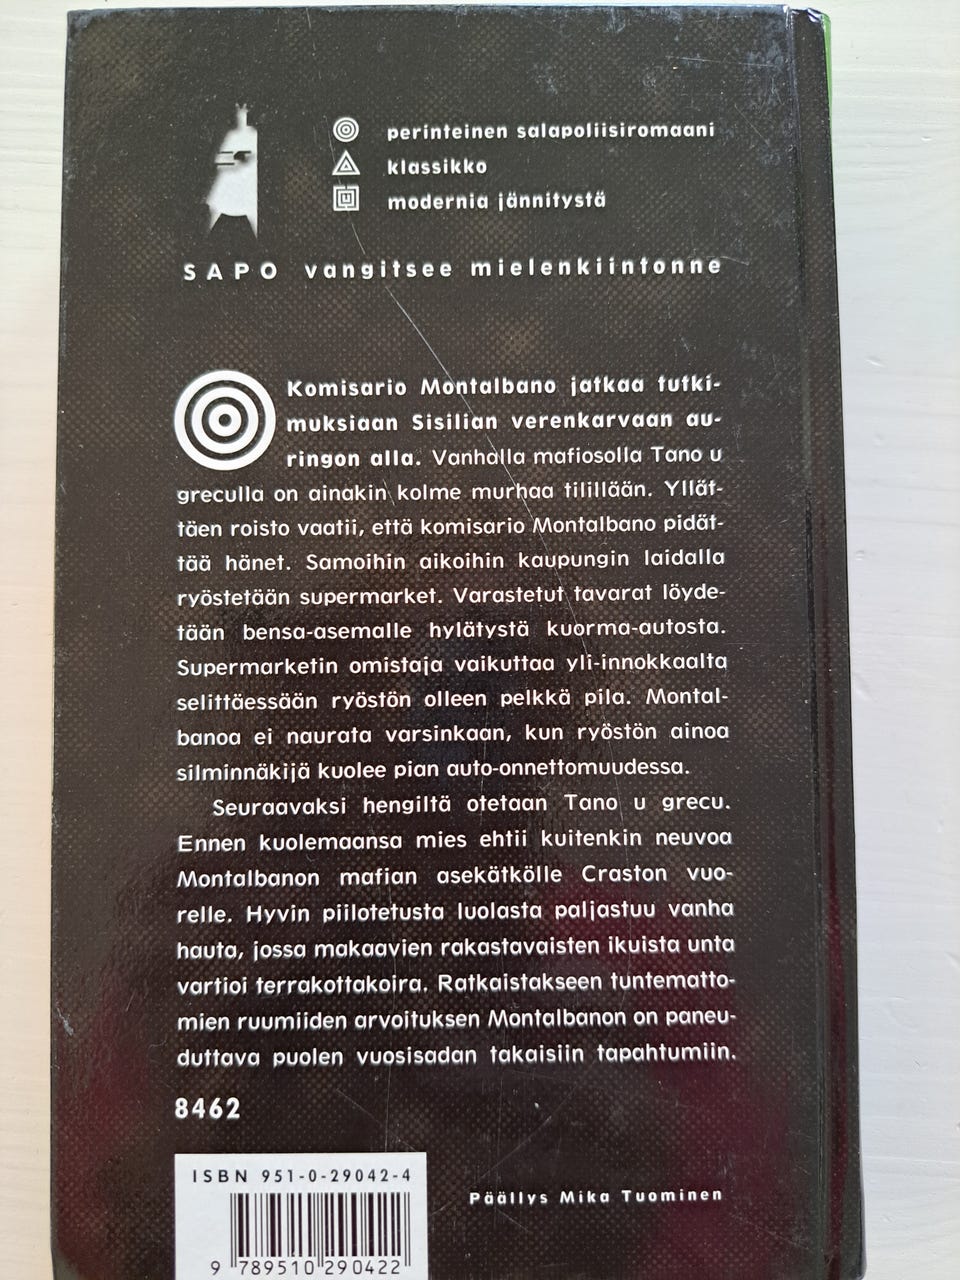 perinteinen salapoliisiromaani
klassikko
modernia jännitystä
SAPO vangitsee mielenkiintonne
Komisario Montalbano jatkaa tutki-
muksiaan Sisilian verenkarvaan au-
ringon alla. Vanhalla mafiosolla Tano u
greculla on ainakin kolme murhaa tilillään. Yllät-
täen roisto vaatii, että komisario Montalbano pidät-
tää hänet. Samoihin aikoihin kaupungin laidalla
ryöstetään supermarket. Varastetut tavarat löyde-
tään bensa-asemalle hylätystä kuorma-autosta.
Supermarketin omistaja vaikuttaa yli-innokkaalta
selittäessään ryöstön olleen pelkkä pila. Montal-
banoa ei naurata varsinkaan, kun ryöstön ainoa
silminnäkijä kuolee pian auto-onnettomuudessa.
Seuraavaksi hengiltä otetaan Tano u grecu.
Ennen kuolemaansa mies ehtii kuitenkin neuvoa
Montalbanon mafian asekätkölle Craston vuo-
relle. Hyvin piilotetusta luolasta paljastuu vanha
hauta, jossa makaavien rakastavaisten ikuista unta
vartioi terrakottakoira. Ratkaistakseen tuntematto-
mien ruumiiden arvoituksen Montalbanon on paneu-
duttava puolen vuosisadan takaisiin tapahtumiin.
8462
ISBN 951-0-29042-4
Päällys Mika Tuominen
9 789510 290422